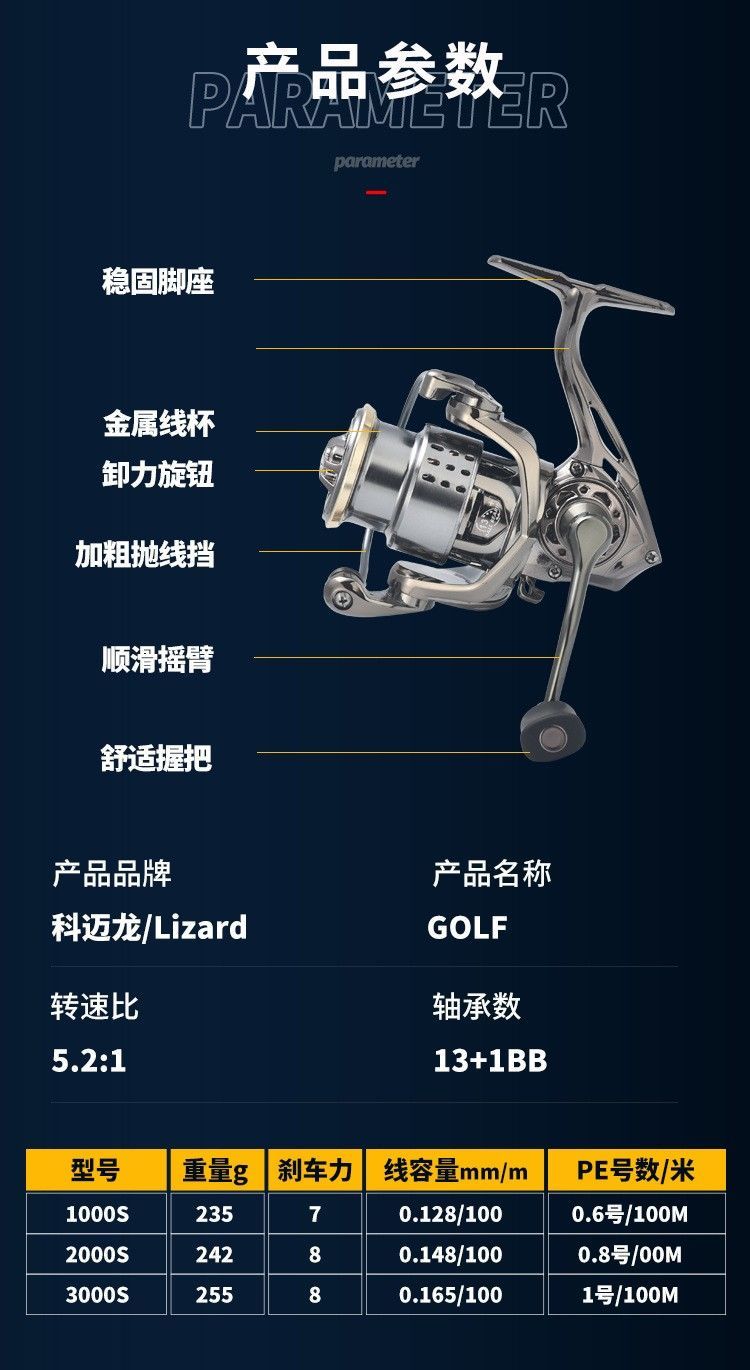 产品参数
PARAMETER
parameter
稳固脚座
金属线杯
卸力旋钮
加粗抛线挡
顺滑摇臂
舒适握把
产品品牌 产品名称
科迈龙/Lizard GOLF
转速比 轴承数
5.2:1 13+1BB
型号 重量g 刹车力 线容量mm/m PE号数/米
1000S 235 7 0.128/100 0.6号/100M
2000S 242 8 0.148/100 0.8号/00M
3000S 255 8 0.165/100 1号/100M